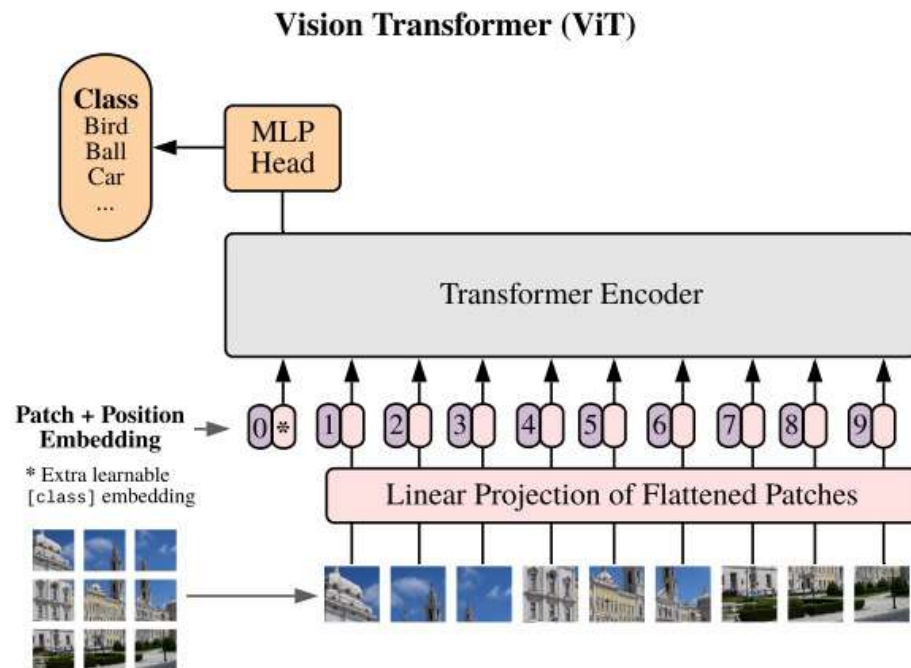 Vision Transformer (ViT)
Class
Bird
Ball
Car
...
MLP
Head
Transformer Encoder
Patch + Position
Embedding
0 * 1 2 3 4 5 6 7 8 9
* Extra learnable
[class] embedding
Linear Projection of Flattened Patches